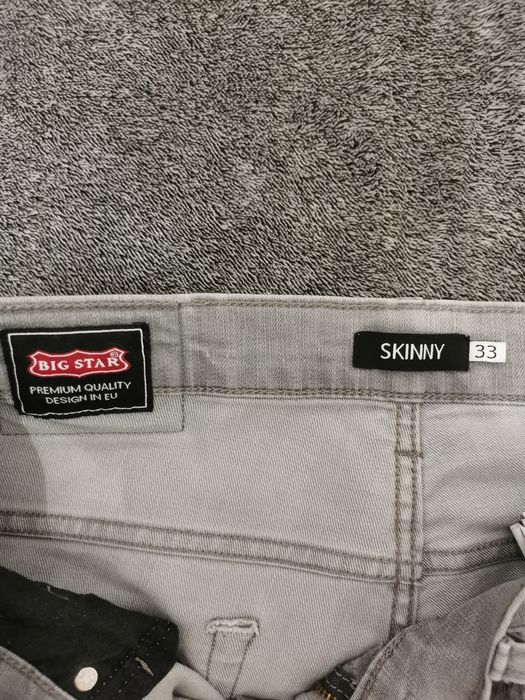 BIG STAR®
PREMIUM QUALITY
DESIGN IN EU
SKINNY
33